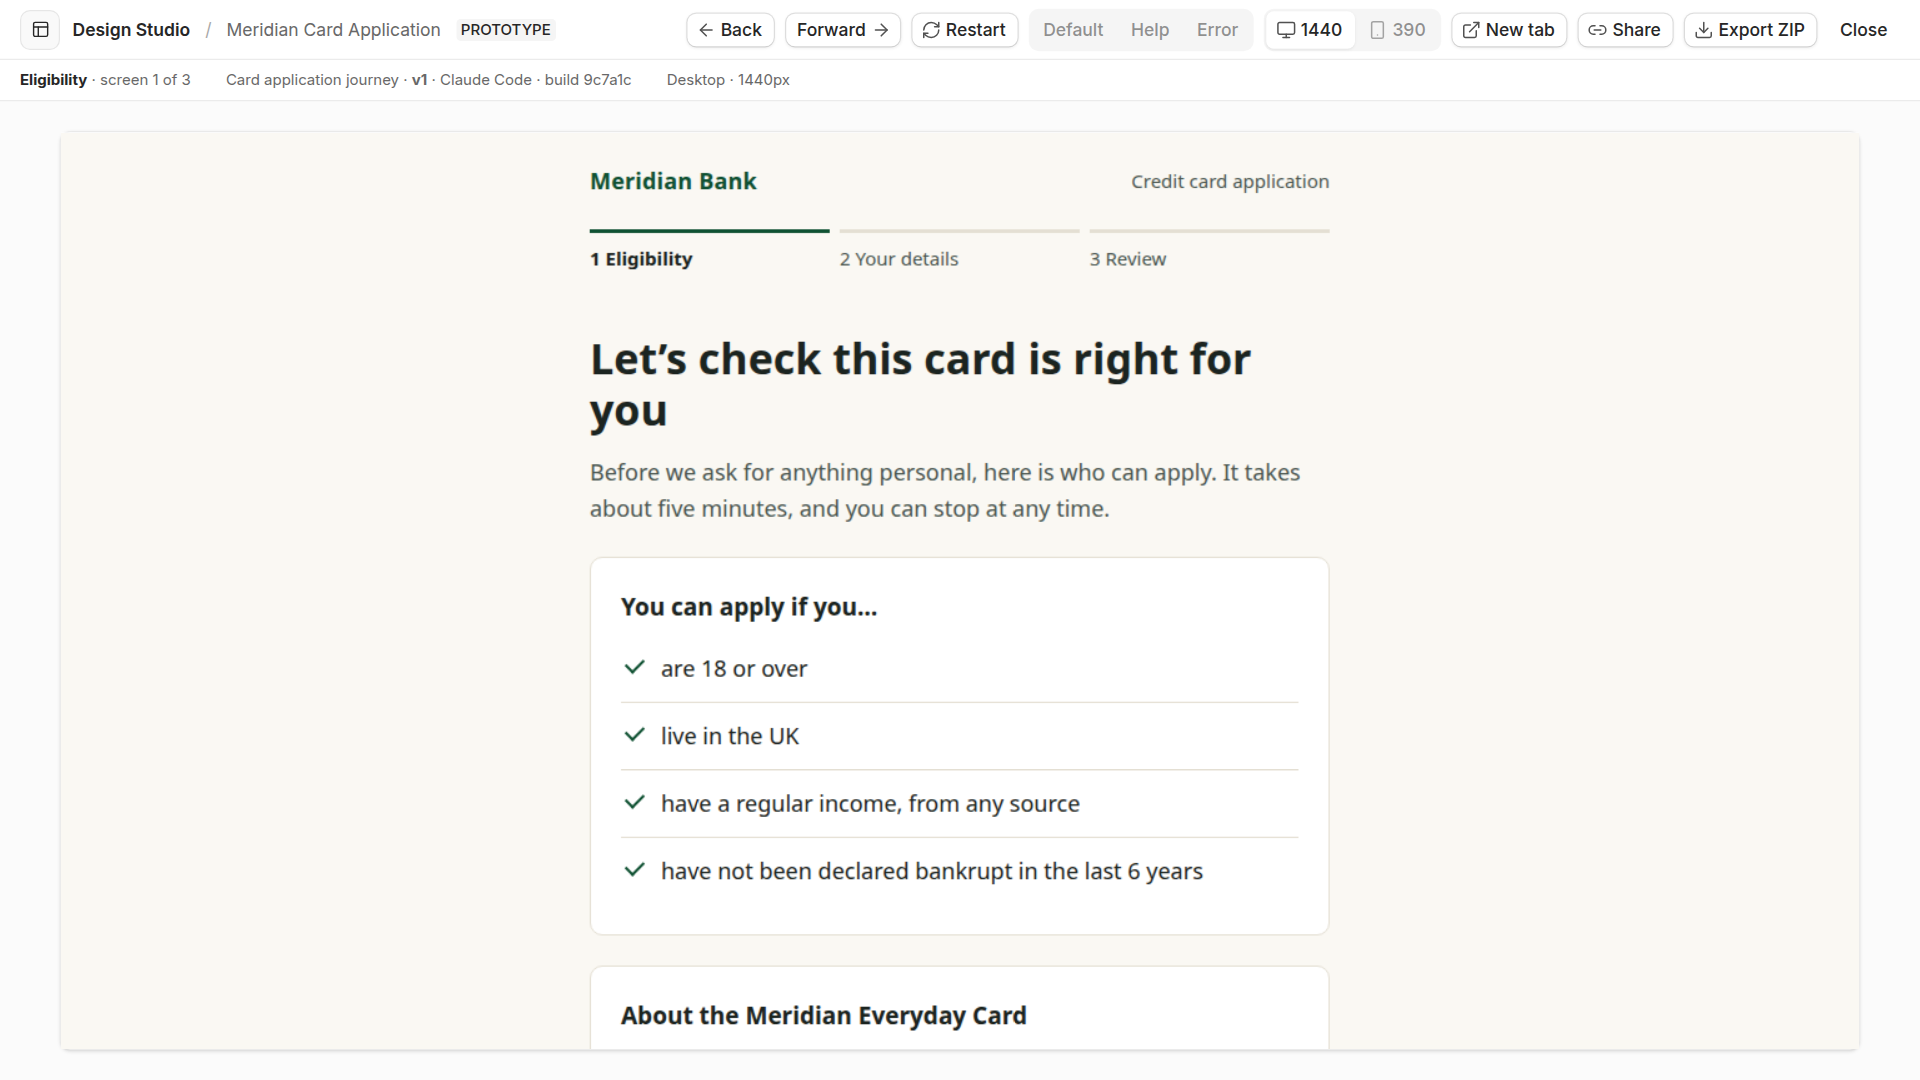 Design Studio / Meridian Card Application PROTOTYPE Back Forward Restart Default Help Error 1440 390 New tab Share Export ZIP Close
Eligibility · screen 1 of 3 Card application journey · v1 · Claude Code · build 9c7a1c Desktop · 1440px
Meridian Bank Credit card application
1 Eligibility 2 Your details 3 Review
Let’s check this card is right for
you
Before we ask for anything personal, here is who can apply. It takes
about five minutes, and you can stop at any time.
You can apply if you…
are 18 or over
live in the UK
have a regular income, from any source
have not been declared bankrupt in the last 6 years
About the Meridian Everyday Card